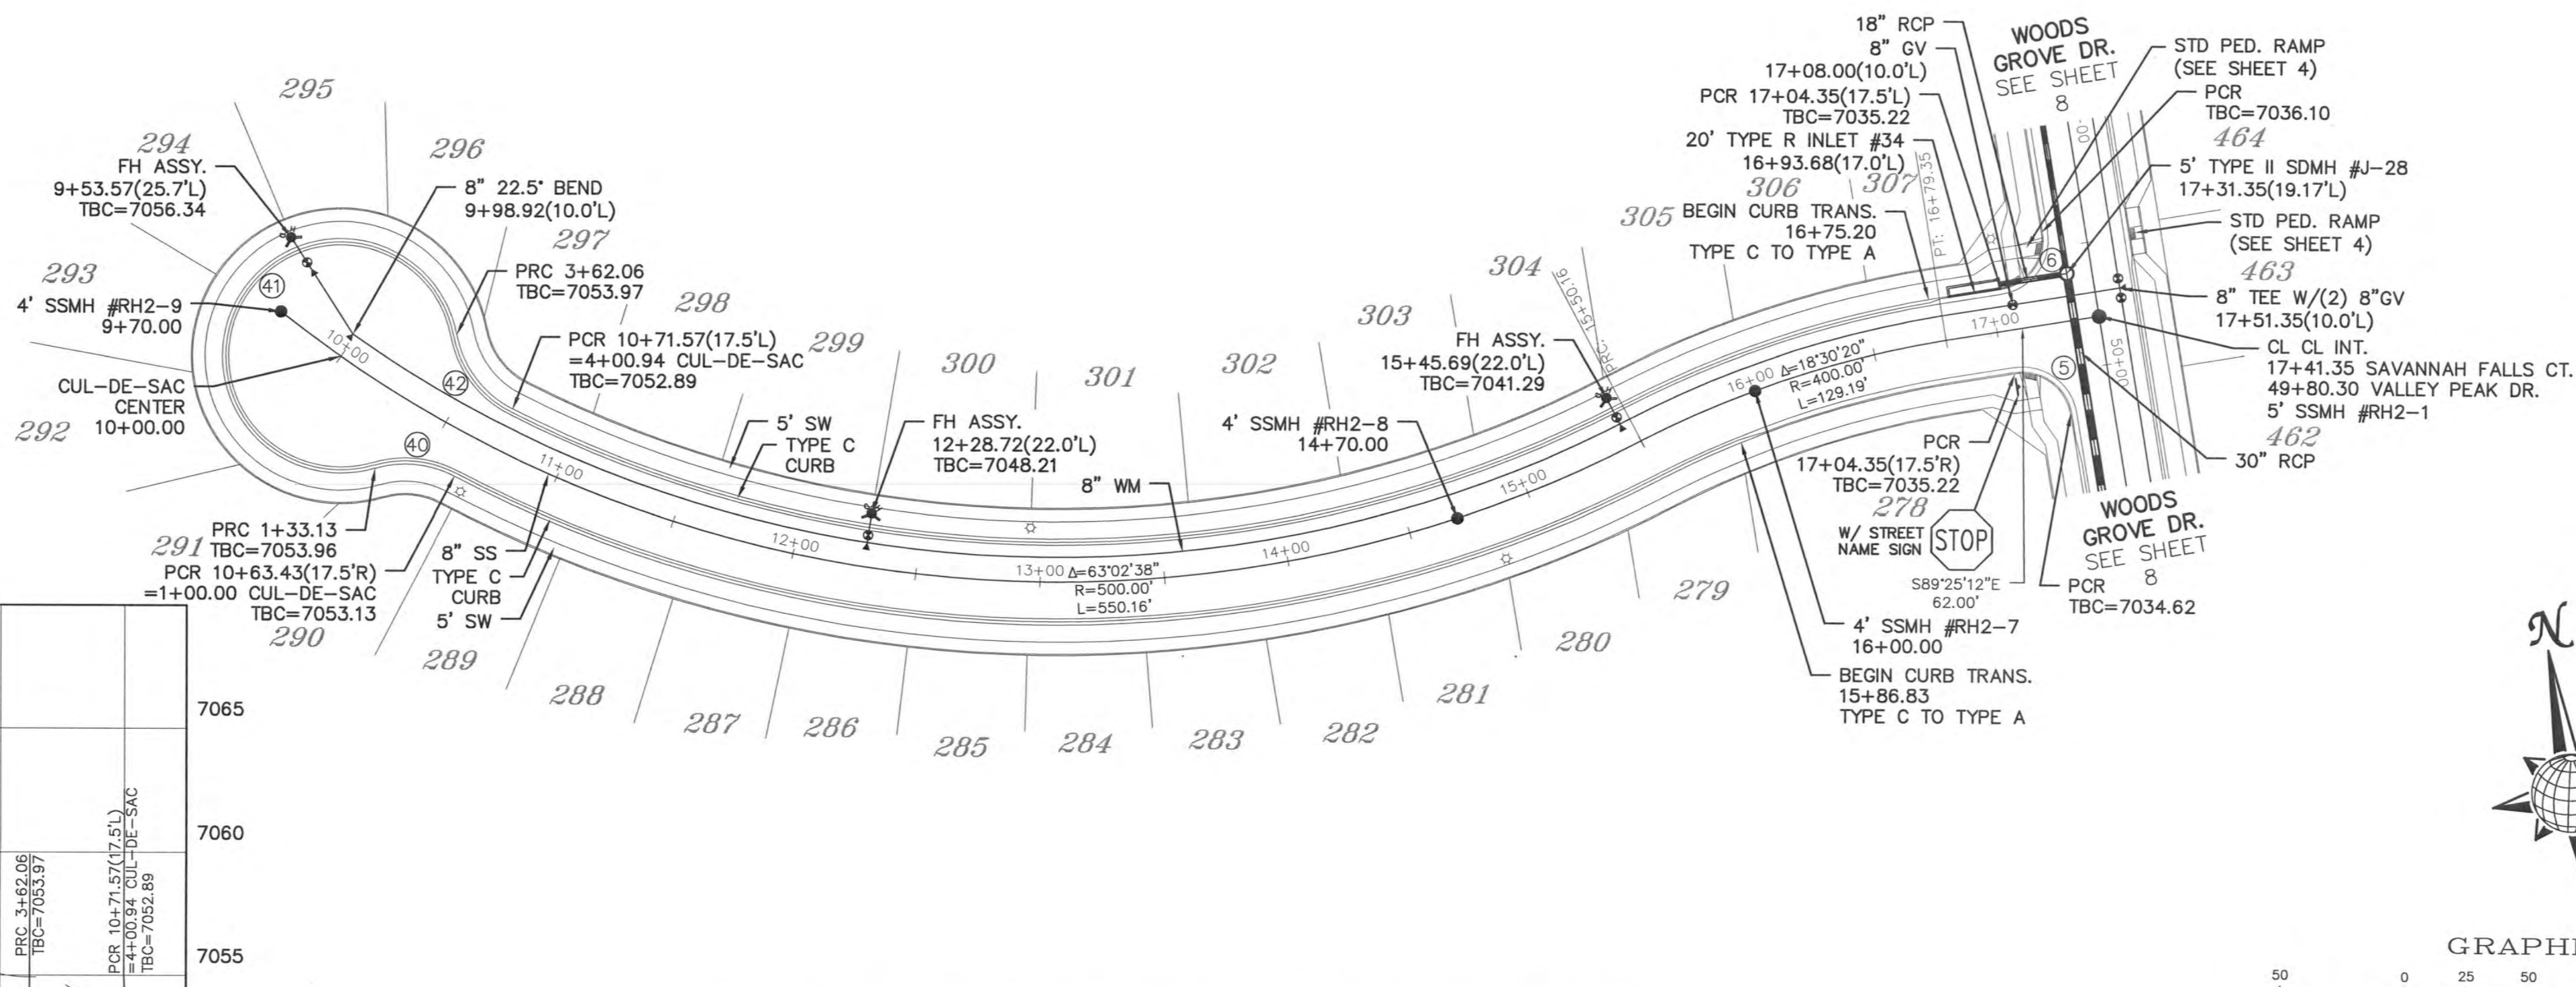 295
294
FH ASSY.
9+53.57(25.7'L)
TBC=7056.34
296
8" 22.5° BEND
9+98.92(10.0'L)
297
293
41
4' SSMH #RH2-9
9+70.00
PRC 3+62.06
TBC=7053.97
298
PCR 10+71.57(17.5'L)
=4+00.94 CUL-DE-SAC
TBC=7052.89
299
10+00
CUL-DE-SAC
CENTER
10+00.00
42
292
40
11+00
5' SW
TYPE C
CURB
300
301
302
303
304
FH ASSY.
12+28.72(22.0'L)
TBC=7048.21
PRC 1+33.13
TBC=7053.96
291
PCR 10+63.43(17.5'R)
=1+00.00 CUL-DE-SAC
TBC=7053.13
290
8" SS
TYPE C
CURB
5' SW
289
288
287
286
285
284
283
282
281
280
279
12+00
13+00
Δ=63°02'38"
R=500.00'
L=550.16'
14+00
8" WM
4' SSMH #RH2-8
14+70.00
15+00
FH ASSY.
15+45.69(22.0'L)
TBC=7041.29
PRC: 15+50.16
18" RCP
8" GV
17+08.00(10.0'L)
PCR 17+04.35(17.5'L)
TBC=7035.22
20' TYPE R INLET #34
16+93.68(17.0'L)
306
307
305
BEGIN CURB TRANS.
16+75.20
TYPE C TO TYPE A
PT: 16+79.35
16+00
Δ=18°30'20"
R=400.00'
L=129.19'
17+00
WOODS
GROVE DR.
SEE SHEET
8
STD PED. RAMP
(SEE SHEET 4)
PCR
TBC=7036.10
464
5' TYPE II SDMH #J-28
17+31.35(19.17'L)
STD PED. RAMP
(SEE SHEET 4)
463
8" TEE W/(2) 8"GV
17+51.35(10.0'L)
CL CL INT.
17+41.35 SAVANNAH FALLS CT.
49+80.30 VALLEY PEAK DR.
5' SSMH #RH2-1
462
30" RCP
6
5
50+00
PCR
17+04.35(17.5'R)
TBC=7035.22
278
W/ STREET
NAME SIGN
STOP
S89°25'12"E
62.00'
WOODS
GROVE DR.
SEE SHEET
8
PCR
TBC=7034.62
4' SSMH #RH2-7
16+00.00
BEGIN CURB TRANS.
15+86.83
TYPE C TO TYPE A
N
7065
7060
7055
PRC 3+62.06
TBC=7053.97
PCR 10+71.57(17.5'L)
=4+00.94 CUL-DE-SAC
TBC=7052.89
GRAPHI
50 0 25 50